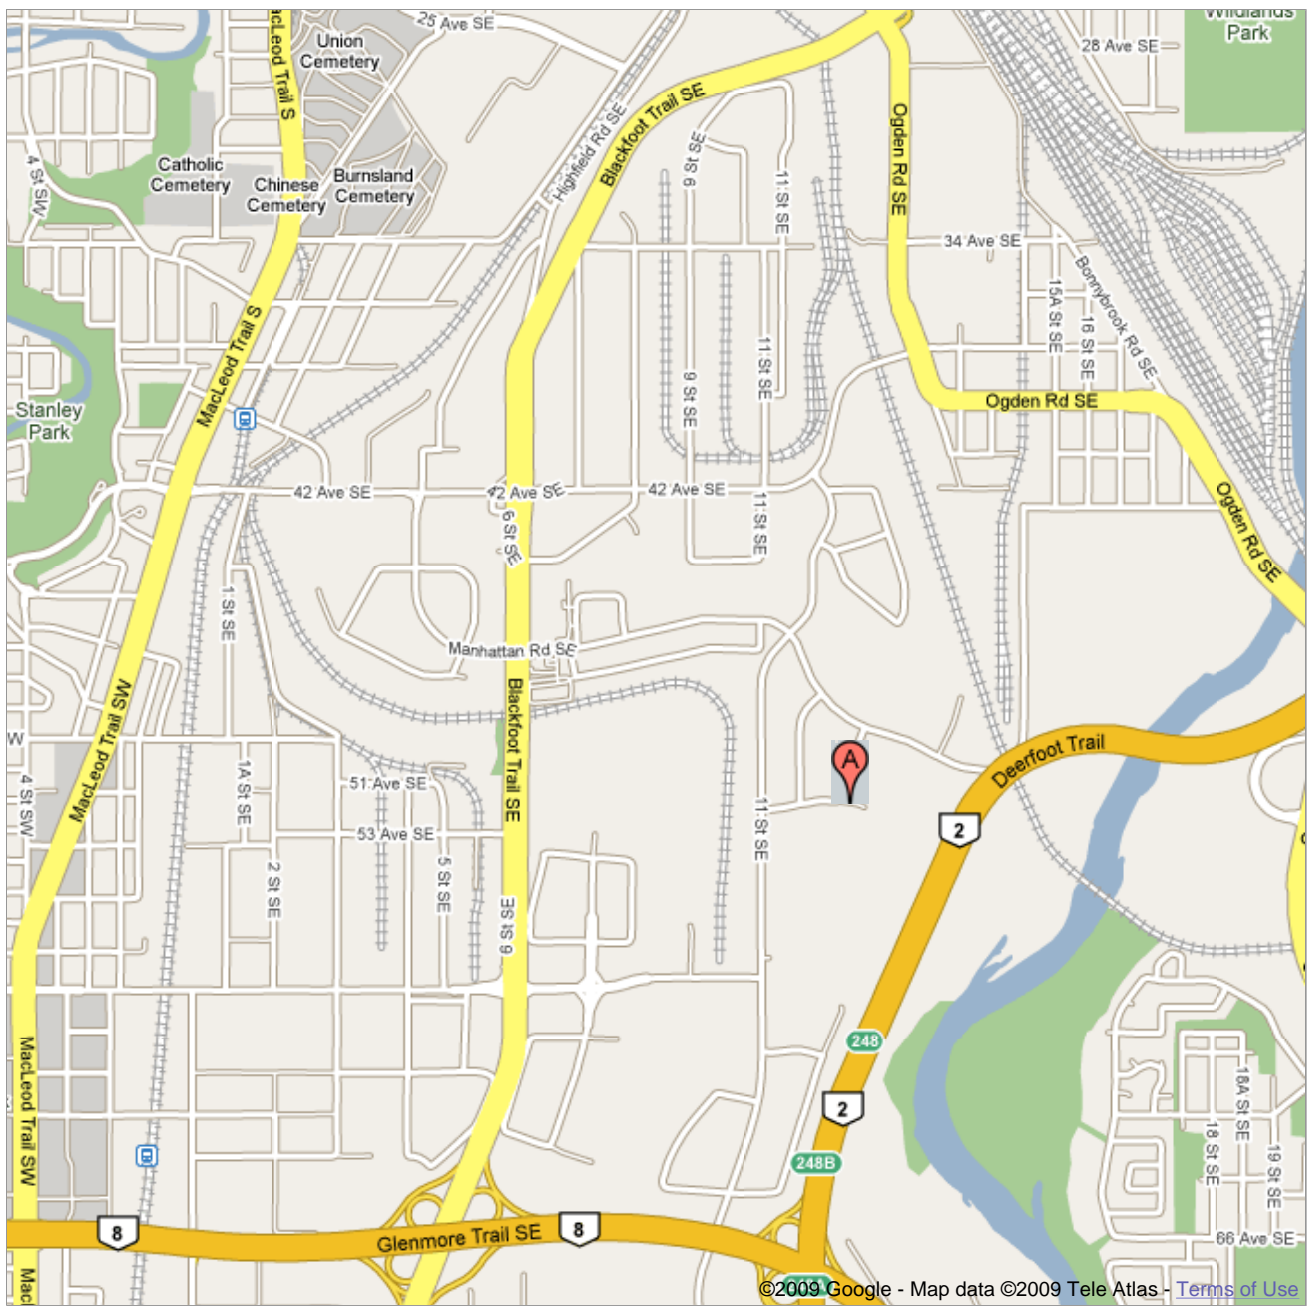 25 Ave SE
Wildlands
Park
28 Ave SE
MacLeod Trail S
Union
Cemetery
Blackfoot Trail SE
Highfield Rd SE
9 St SE
Ogden Rd SE
4 St SW
Catholic
Cemetery
Chinese
Cemetery
Burnsland
Cemetery
11 St SE
34 Ave SE
Bonnybrook Rd SE
15A St SE
16 St SE
MacLeod Trail S
11 St SE
9 St SE
Ogden Rd SE
Stanley
Park
42 Ave SE
42 Ave SE
42 Ave SE
6 St SE
11 St SE
Ogden Rd SE
1 St SE
Manhattan Rd SE
MacLeod Trail SW
Blackfoot Trail SE
W
Deerfoot Trail
4 St SW
1A St SE
51 Ave SE
A
11 St SE
53 Ave SE
2
2 St SE
5 St SE
6 St SE
MacLeod Trail SW
248
2
18A St SE
18 St SE
19 St SE
248B
8
Glenmore Trail SE
8
66 Ave SE
Macl
©2009 Google - Map data ©2009 Tele Atlas - Terms of Use